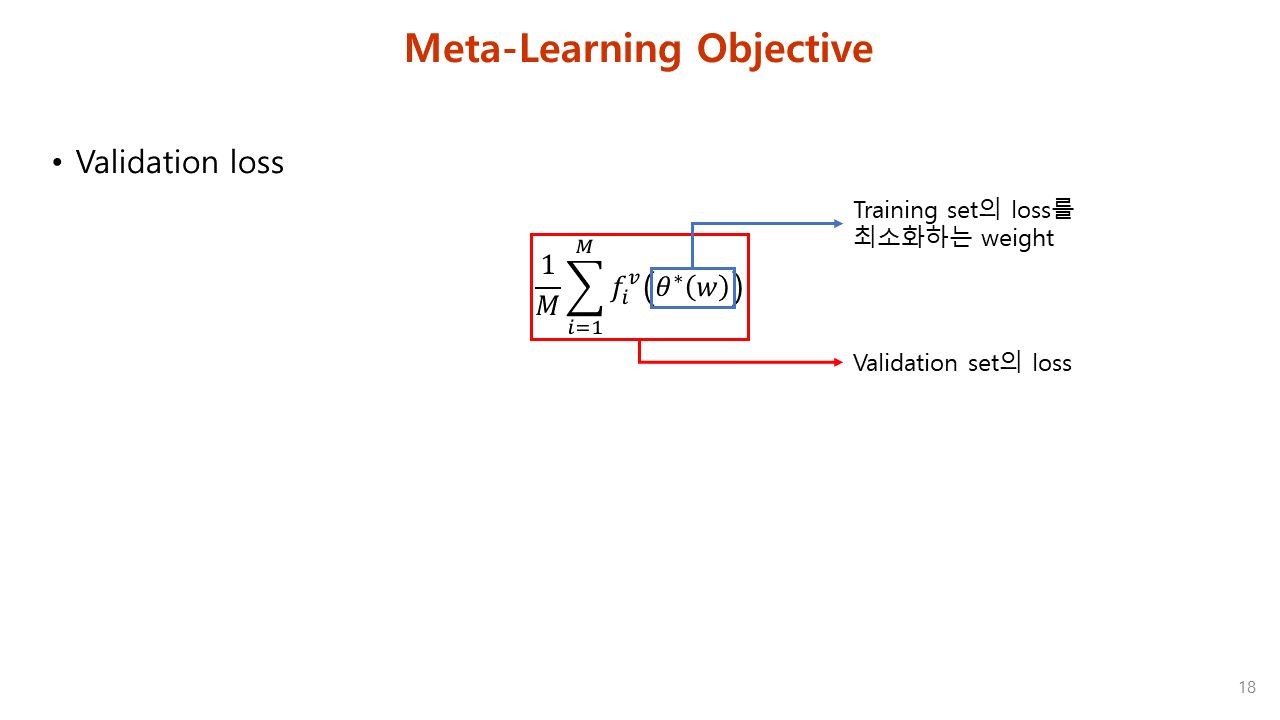 Meta-Learning Objective
• Validation loss
Training set의 loss를
최소화하는 weight
$\frac{1}{M}\sum_{i=1}^{M} f_i^v(\theta^*(w))$
Validation set의 loss
18